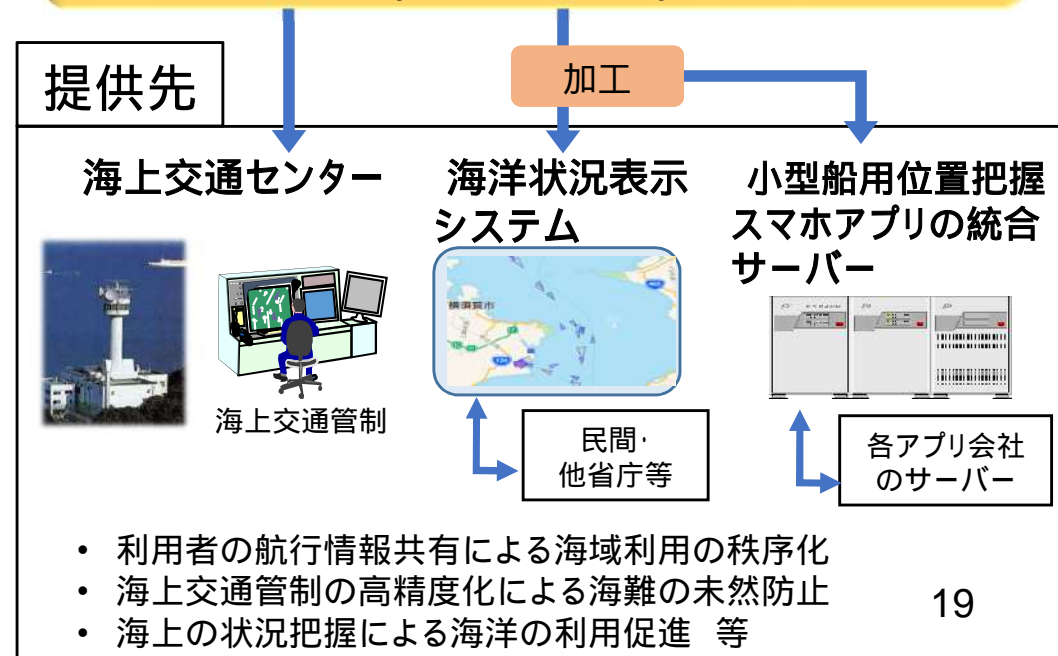 提供先
加工
海上交通センター
海洋状況表示
システム
小型船用位置把握
スマホアプリの統合
サーバー
横須賀市
海上交通管制
民間・
他省庁等
各アプリ会社
のサーバー
• 利用者の航行情報共有による海域利用の秩序化
• 海上交通管制の高精度化による海難の未然防止
• 海上の状況把握による海洋の利用促進 等
19